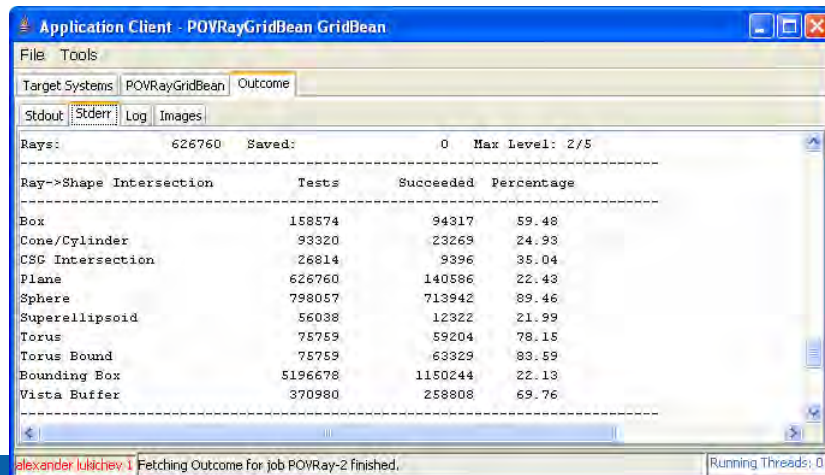 Application Client - POVRayGridBean GridBean
File Tools
Target Systems POVRayGridBean Outcome
Stdout Stderr Log Images
Rays: 626760 Saved: 0 Max Level: 2/5
Ray->Shape Intersection Tests Succeeded Percentage
Box 158574 94317 59.48
Cone/Cylinder 93320 23269 24.93
CSG Intersection 26814 9396 35.04
Plane 626760 140586 22.43
Sphere 798057 713942 89.46
Superellipsoid 56038 12322 21.99
Torus 75759 59204 78.15
Torus Bound 75759 63329 83.59
Bounding Box 5196678 1150244 22.13
Vista Buffer 370980 258808 69.76
alexander lukichev 1 Fetching Outcome for job POVRay-2 finished. Running Threads: 0